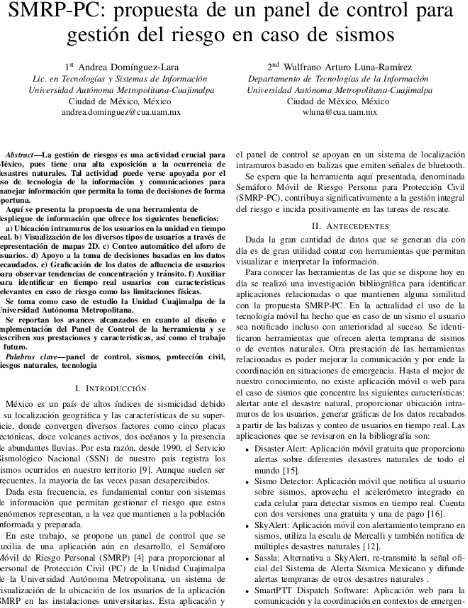 SMRP-PC: propuesta de un panel de control para
gestión del riesgo en caso de sismos
1st Andrea Domínguez-Lara
Lic. en Tecnologías y Sistemas de Información
Universidad Autónoma Metropolitana-Cuajimalpa
Ciudad de México, México
andrea.dominguez@cua.uam.mx
2nd Wulfrano Arturo Luna-Ramírez
Departamento de Tecnologías de la Información
Universidad Autónoma Metropolitana-Cuajimalpa
Ciudad de México, México
wluna@cua.uam.mx
Abstract—La gestión de riesgos es una actividad crucial para
México, pues tiene una alta exposición a la ocurrencia de
desastres naturales. Tal actividad puede verse apoyada por el
uso de tecnología de la información y comunicaciones para
manejar información que permita la toma de decisiones de forma
oportuna.
Aquí se presenta la propuesta de una herramienta de
despliegue de información que ofrece los siguientes beneficios:
a) Ubicación intramuros de los usuarios en la unidad en tiempo
real. b) Visualización de los diversos tipos de usuarios a través de
representación de mapas 2D. c) Conteo automático del aforo de
usuarios. d) Apoyo a la toma de decisiones basadas en los datos
recaudados. e) Graficación de los datos de afluencia de usuarios
para observar tendencias de concentración y tránsito. f) Auxiliar
para identificar en tiempo real usuarios con características
relevantes en caso de riesgo como las limitaciones físicas.
Se toma como caso de estudio la Unidad Cuajimalpa de la
Universidad Autónoma Metropolitana.
Se reportan los avances alcanzados en cuanto al diseño e
implementación del Panel de Control de la herramienta y se
describen sus prestaciones y características, así como el trabajo
futuro.
Palabras clave—panel de control, sismos, protección civil,
riesgos naturales, tecnología
I. INTRODUCCIÓN
México es un país de altos índices de sismicidad debido
a su localización geográfica y las características de su super-
ficie, donde convergen diversos factores como cinco placas
tectónicas, doce volcanes activos, dos océanos y la presencia
de abundantes lluvias. Por esta razón, desde 1990, el Servicio
Sismológico Nacional (SSN) de nuestro país registra los
sismos ocurridos en nuestro territorio [9]. Aunque suelen ser
frecuentes, la mayoría de las veces pasan desapercibidos.
Dada esta frecuencia, es fundamental contar con sistemas
de información que permitan gestionar el riesgo que estos
fenómenos representan, a la vez que mantienen a la población
informada y preparada.
En este trabajo, se propone un panel de control que se
auxilia de una aplicación aún en desarrollo, el Semáforo
Móvil de Riesgo Personal (SMRP) [4] para proporcionar al
personal de Protección Civil (PC) de la Unidad Cuajimalpa
de la Universidad Autónoma Metropolitana, un sistema de
visualización de la ubicación de los usuarios de la aplicación
SMRP en las instalaciones universitarias. Esta aplicación y
el panel de control se apoyan en un sistema de localización
intramuros basado en balizas que emiten señales de bluetooth.
Se espera que la herramienta aquí presentada, denominada
Semáforo Móvil de Riesgo Persona para Protección Civil
(SMRP-PC), contribuya significativamente a la gestión integral
del riesgo e incida positivamente en las tareas de rescate.
II. ANTECEDENTES
Dada la gran cantidad de datos que se generan día con
día es de gran utilidad contar con herramientas que permitan
visualizar e interpretar la información.
Para conocer las herramientas de las que se dispone hoy en
día se realizó una investigación bibliográfica para identificar
aplicaciones relacionadas o que mantienen alguna similitud
con la propuesta SMRP-PC. En la actualidad el uso de la
tecnología móvil ha hecho que en caso de un sismo el usuario
sea notificado incluso con anterioridad al suceso. Se identi-
ficaron herramientas que ofrecen alerta temprana de sismos
o de eventos naturales. Otra prestación de las herramientas
relacionadas es poder mejorar la comunicación y por ende la
coordinación en situaciones de emergencia. Hasta el mejor de
nuestro conocimiento, no existe aplicación móvil o web para
el caso de sismos que concentre las siguientes características:
alertar ante el desastre natural, proporcionar ubicación intra-
muros de los usuarios, generar gráficas de los datos recabados
a partir de las balizas y conteo de usuarios en tiempo real. Las
aplicaciones que se revisaron en la bibliografía son:
• Disaster Alert: Aplicación móvil gratuita que proporciona
alertas sobre diferentes desastres naturales de todo el
mundo [15].
• Sismo Detector: Aplicación móvil que notifica al usuario
sobre sismos, aprovecha el acelerómetro integrado en
cada celular para detectar sismos en tiempo real. Cuenta
con dos versiones una gratuita y una de pago [16].
• SkyAlert: Aplicación móvil con alertamiento temprano en
sismos, utiliza la escala de Mercalli y también notifica de
múltiples desastres naturales [12].
• Sassla: Alternativa a SkyAlert, re-transmite la señal ofi-
cial del Sistema de Alerta Sísmica Mexicano y difunde
alertas tempranas de otros desastres naturales .
• SmartPTT Dispatch Software: Aplicación web para la
comunicación y la coordinación en contextos de emergen-